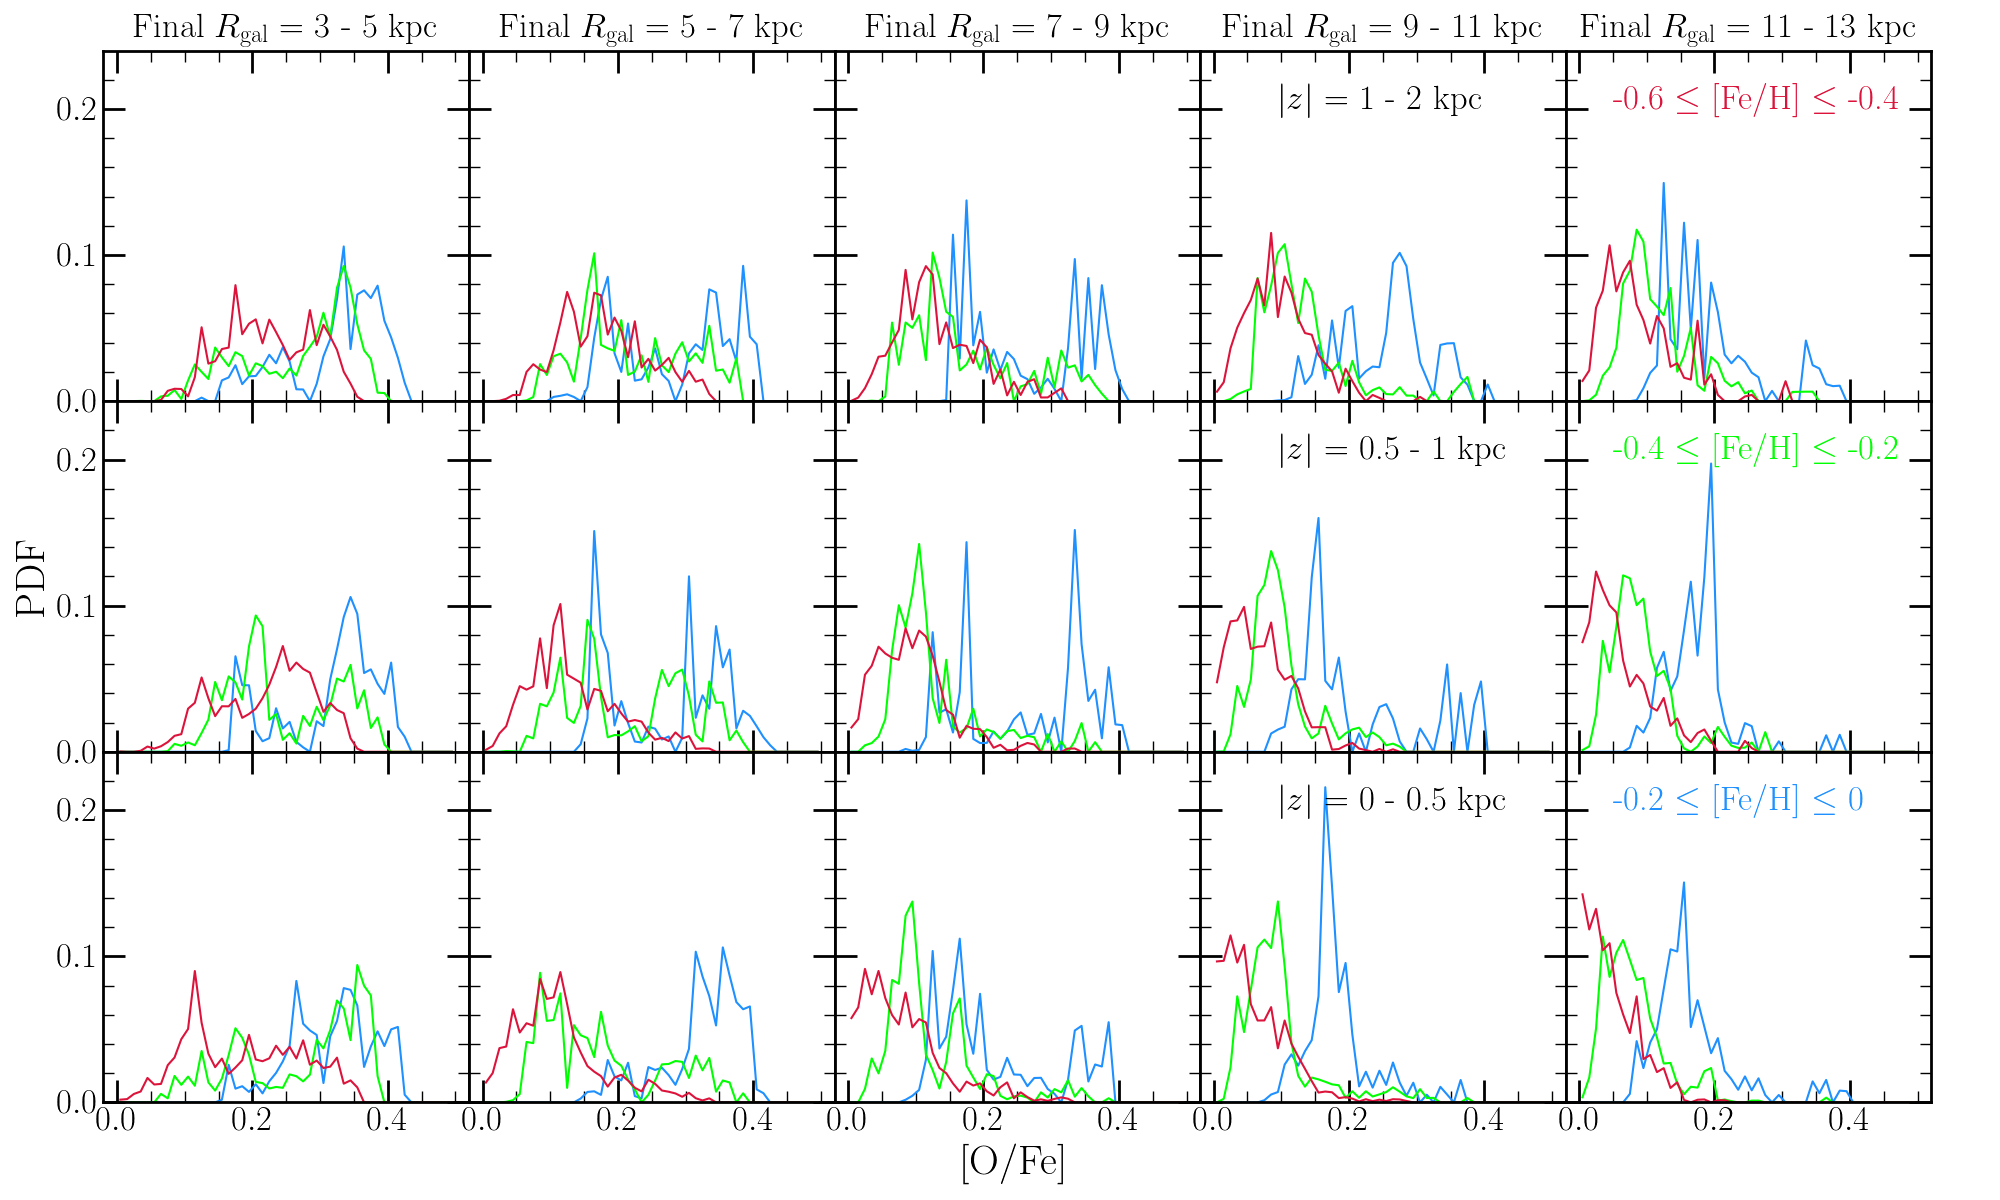 Final R_gal = 3 - 5 kpc
Final R_gal = 5 - 7 kpc
Final R_gal = 7 - 9 kpc
Final R_gal = 9 - 11 kpc
Final R_gal = 11 - 13 kpc
|z| = 1 - 2 kpc
-0.6 ≤ [Fe/H] ≤ -0.4
0.2
0.1
0.0
|z| = 0.5 - 1 kpc
-0.4 ≤ [Fe/H] ≤ -0.2
0.2
0.1
0.0
PDF
|z| = 0 - 0.5 kpc
-0.2 ≤ [Fe/H] ≤ 0
0.2
0.1
0.0
0.0 0.2 0.4
0.0 0.2 0.4
0.0 0.2 0.4
0.0 0.2 0.4
0.0 0.2 0.4
[O/Fe]